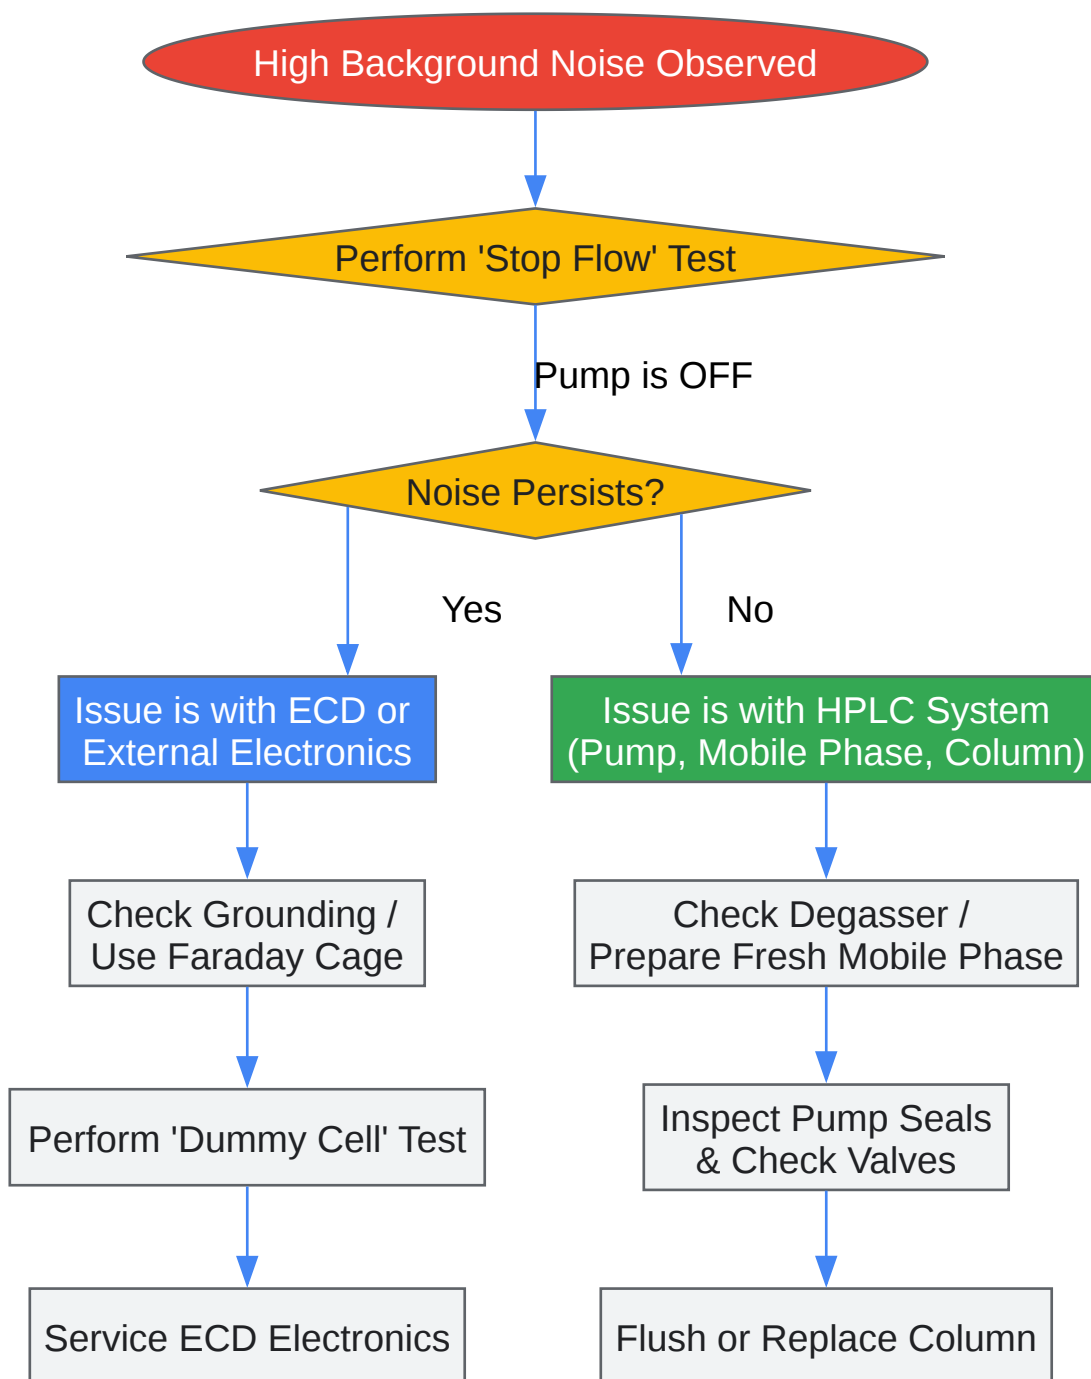 High Background Noise Observed
Perform 'Stop Flow' Test
Pump is OFF
Noise Persists?
Yes
No
Issue is with ECD or
External Electronics
Issue is with HPLC System
(Pump, Mobile Phase, Column)
Check Grounding /
Use Faraday Cage
Check Degasser /
Prepare Fresh Mobile Phase
Perform 'Dummy Cell' Test
Inspect Pump Seals
& Check Valves
Service ECD Electronics
Flush or Replace Column